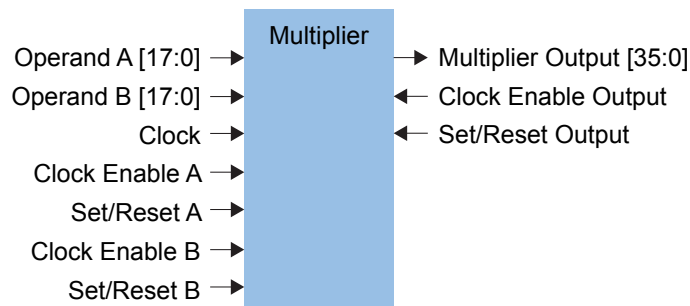 Multiplier
Operand A [17:0]
Multiplier Output [35:0]
Operand B [17:0]
Clock Enable Output
Clock
Set/Reset Output
Clock Enable A
Set/Reset A
Clock Enable B
Set/Reset B